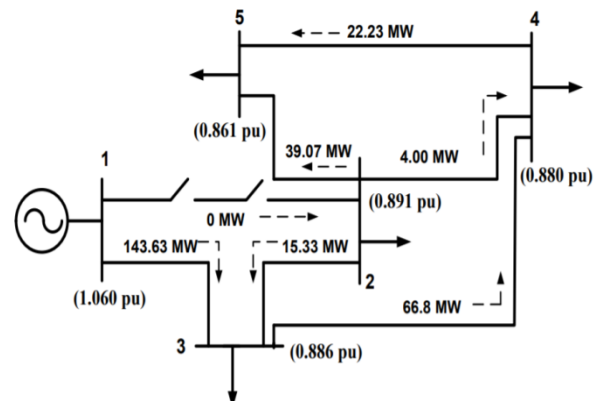 5
22.23 MW
4
(0.861 pu)
39.07 MW
4.00 MW
(0.880 pu)
1
(0.891 pu)
0 MW
143.63 MW
15.33 MW
2
(1.060 pu)
66.8 MW
3
(0.886 pu)